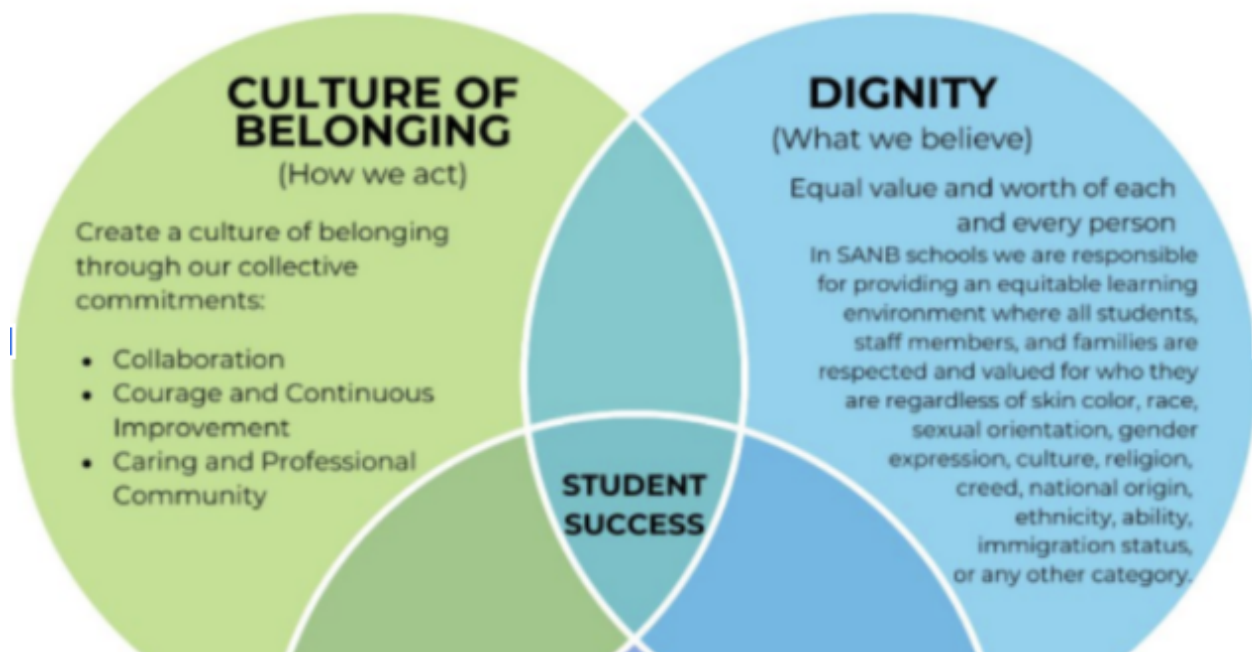 CULTURE OF
BELONGING
(How we act)
Create a culture of belonging
through our collective
commitments:
• Collaboration
• Courage and Continuous
Improvement
• Caring and Professional
Community
DIGNITY
(What we believe)
Equal value and worth of each
and every person
In SANB schools we are responsible
for providing an equitable learning
environment where all students,
staff members, and families are
respected and valued for who they
are regardless of skin color, race,
sexual orientation, gender
expression, culture, religion,
creed, national origin,
ethnicity, ability,
immigration status,
or any other category.
STUDENT
SUCCESS